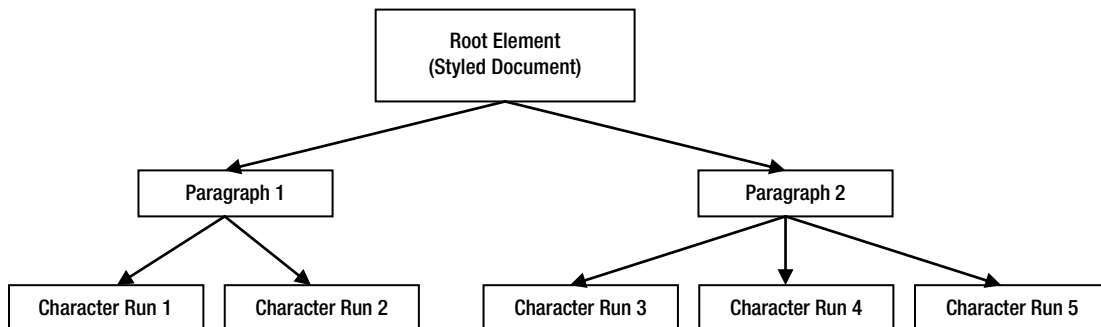 Root Element
(Styled Document)
Paragraph 1
Paragraph 2
Character Run 1
Character Run 2
Character Run 3
Character Run 4
Character Run 5